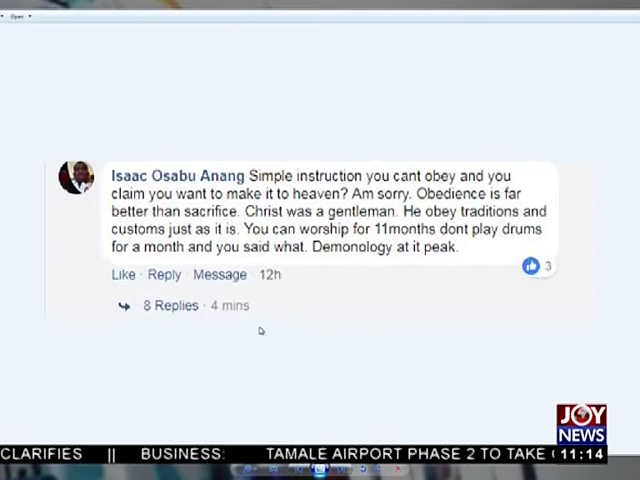 Open
Isaac Osabu Anang Simple instruction you cant obey and you
claim you want to make it to heaven? Am sorry. Obedience is far
better than sacrifice. Christ was a gentleman. He obey traditions and
customs just as it is. You can worship for 11months dont play drums
for a month and you said what. Demonology at it peak.
3
Like · Reply · Message · 12h
8 Replies · 4 mins
JOY
NEWS
CLARIFIES || BUSINESS: TAMALE AIRPORT PHASE 2 TO TAKE
11:14